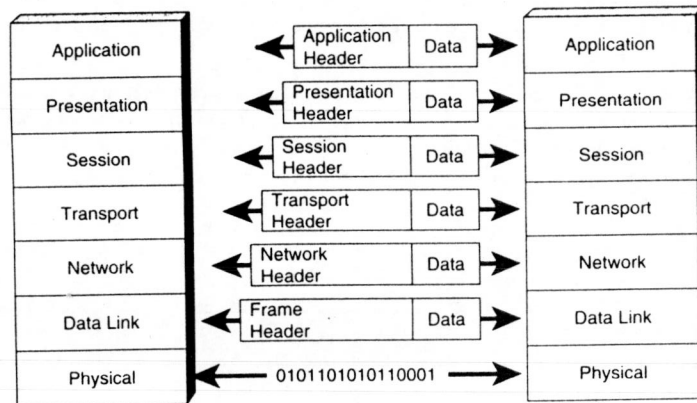 Application
Presentation
Session
Transport
Network
Data Link
Physical
Application
Header
Data
Presentation
Header
Data
Session
Header
Data
Transport
Header
Data
Network
Header
Data
Frame
Header
Data
0101101010110001
Application
Presentation
Session
Transport
Network
Data Link
Physical